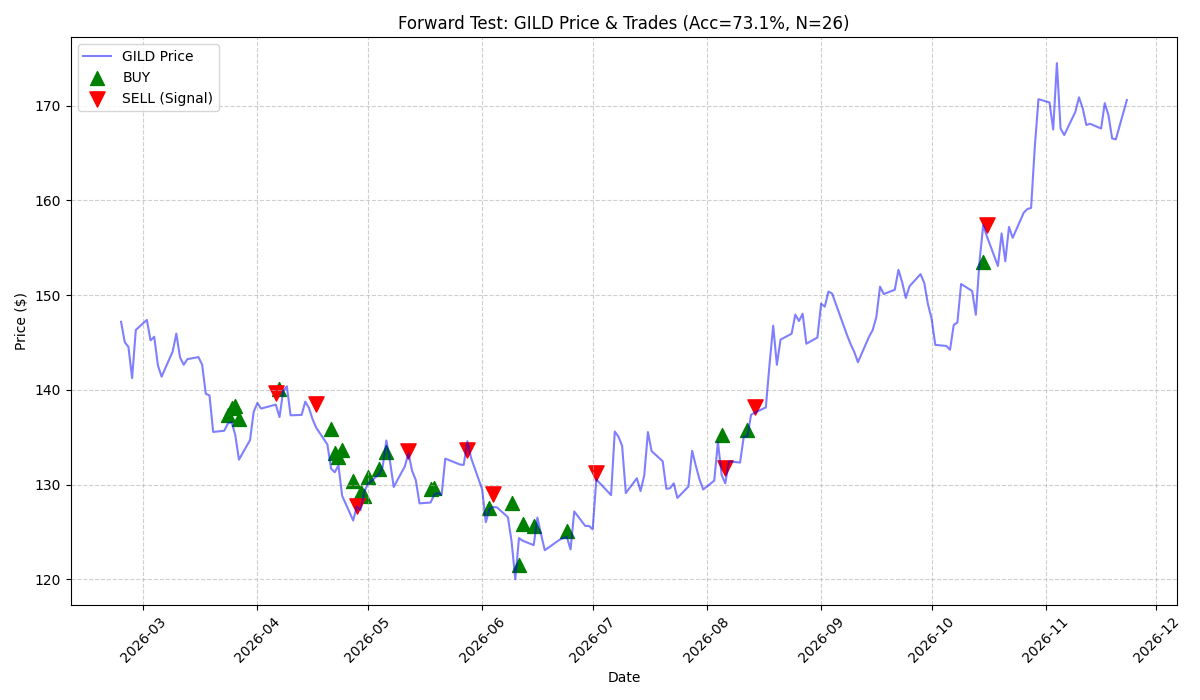 Forward Test: GILD Price & Trades (Acc=73.1%, N=26)
GILD Price
BUY
SELL (Signal)
Price ($)
170
160
150
140
130
120
2026-03
2026-04
2026-05
2026-06
2026-07
2026-08
2026-09
2026-10
2026-11
2026-12
Date